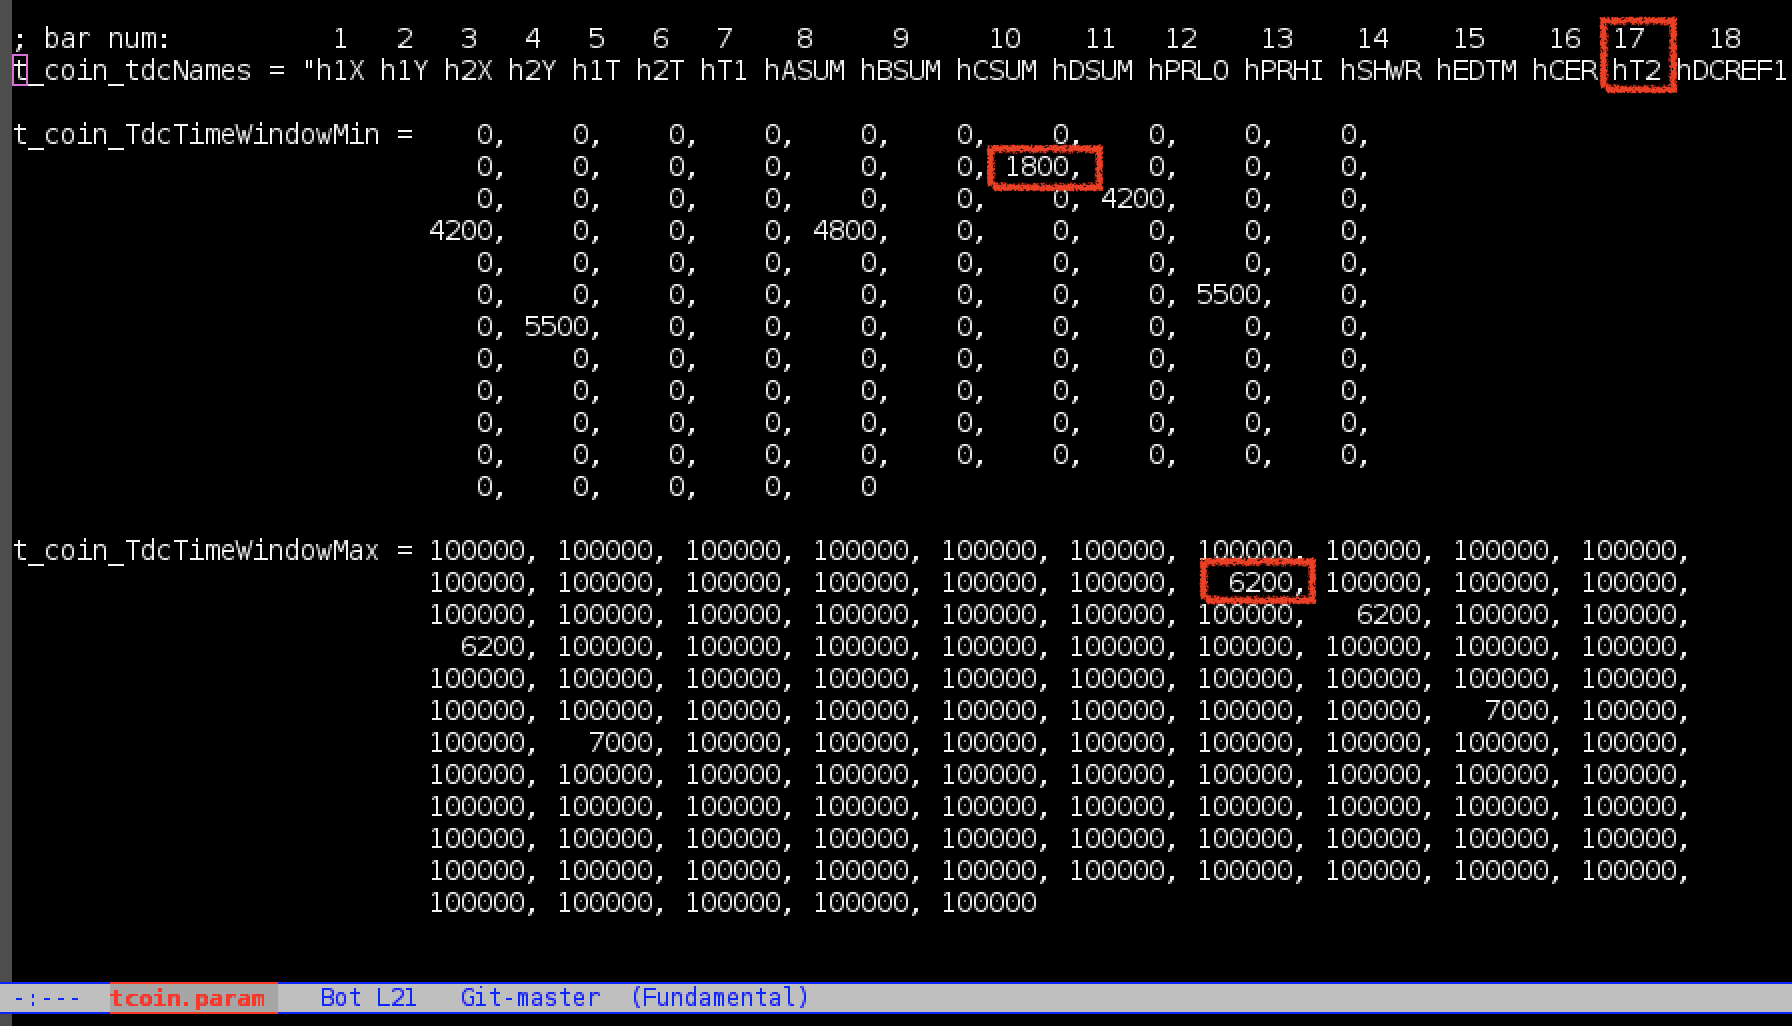 ; bar num: 1 2 3 4 5 6 7 8 9 10 11 12 13 14 15 16 17 18
t_coin_tdcNames = "h1X h1Y h2X h2Y h1T h2T hT1 hASUM hBSUM hCSUM hDSUM hPRLO hPRHI hSHWR hEDTM hCER hT2 hDCREF1
t_coin_TdcTimeWindowMin = 0, 0, 0, 0, 0, 0, 0, 0, 0, 0,
0, 0, 0, 0, 0, 0, 1800, 0, 0, 0,
0, 0, 0, 0, 0, 0, 0, 4200, 0, 0,
4200, 0, 0, 0, 4800, 0, 0, 0, 0, 0,
0, 0, 0, 0, 0, 0, 0, 0, 0, 0,
0, 0, 0, 0, 0, 0, 0, 0, 5500, 0,
0, 5500, 0, 0, 0, 0, 0, 0, 0, 0,
0, 0, 0, 0, 0, 0, 0, 0, 0, 0,
0, 0, 0, 0, 0, 0, 0, 0, 0, 0,
0, 0, 0, 0, 0, 0, 0, 0, 0, 0,
0, 0, 0, 0, 0, 0, 0, 0, 0, 0,
0, 0, 0, 0, 0
t_coin_TdcTimeWindowMax = 100000, 100000, 100000, 100000, 100000, 100000, 100000, 100000, 100000, 100000,
100000, 100000, 100000, 100000, 100000, 100000, 6200, 100000, 100000, 100000,
100000, 100000, 100000, 100000, 100000, 100000, 100000, 6200, 100000, 100000,
6200, 100000, 100000, 100000, 100000, 100000, 100000, 100000, 100000, 100000,
100000, 100000, 100000, 100000, 100000, 100000, 100000, 100000, 100000, 100000,
100000, 100000, 100000, 100000, 100000, 100000, 100000, 100000, 7000, 100000,
100000, 7000, 100000, 100000, 100000, 100000, 100000, 100000, 100000, 100000,
100000, 100000, 100000, 100000, 100000, 100000, 100000, 100000, 100000, 100000,
100000, 100000, 100000, 100000, 100000, 100000, 100000, 100000, 100000, 100000,
100000, 100000, 100000, 100000, 100000, 100000, 100000, 100000, 100000, 100000,
100000, 100000, 100000, 100000, 100000, 100000, 100000, 100000, 100000, 100000,
100000, 100000, 100000, 100000, 100000
-:--- tcoin.param Bot L21 Git-master (Fundamental)